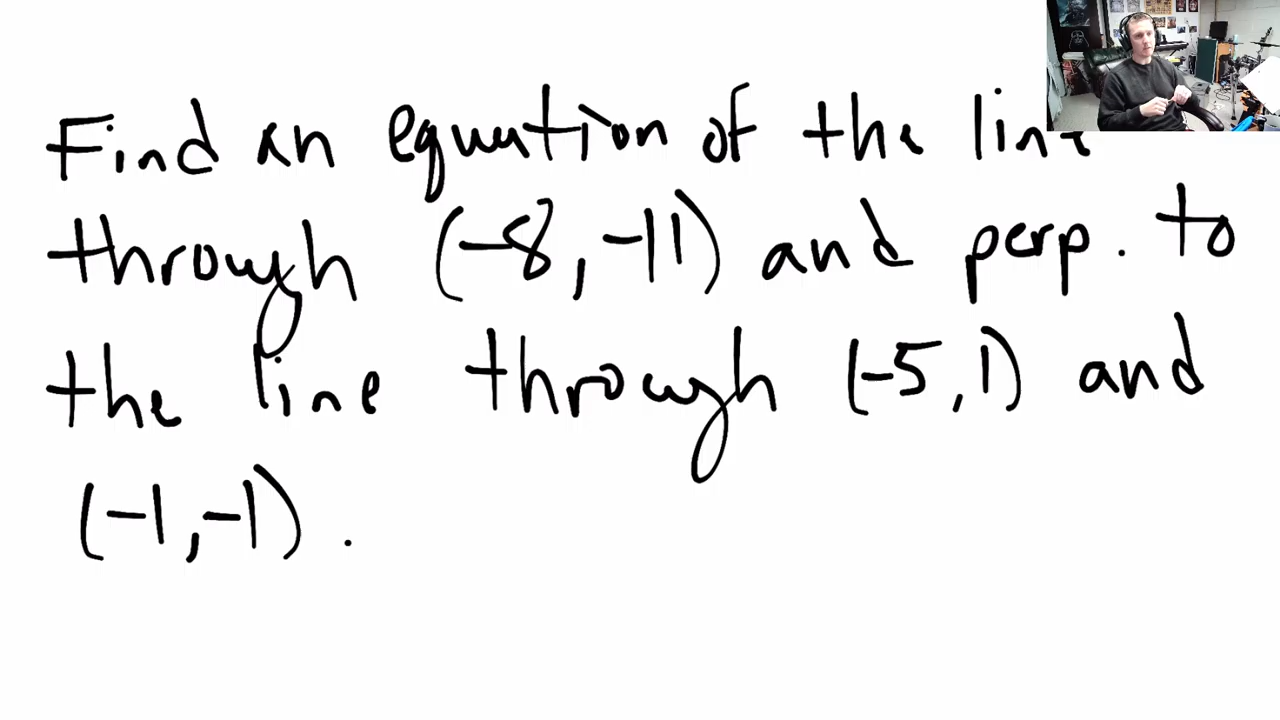 Find an equation of the line
through (-8, -11) and perp. to
the line through (-5, 1) and
(-1, -1).